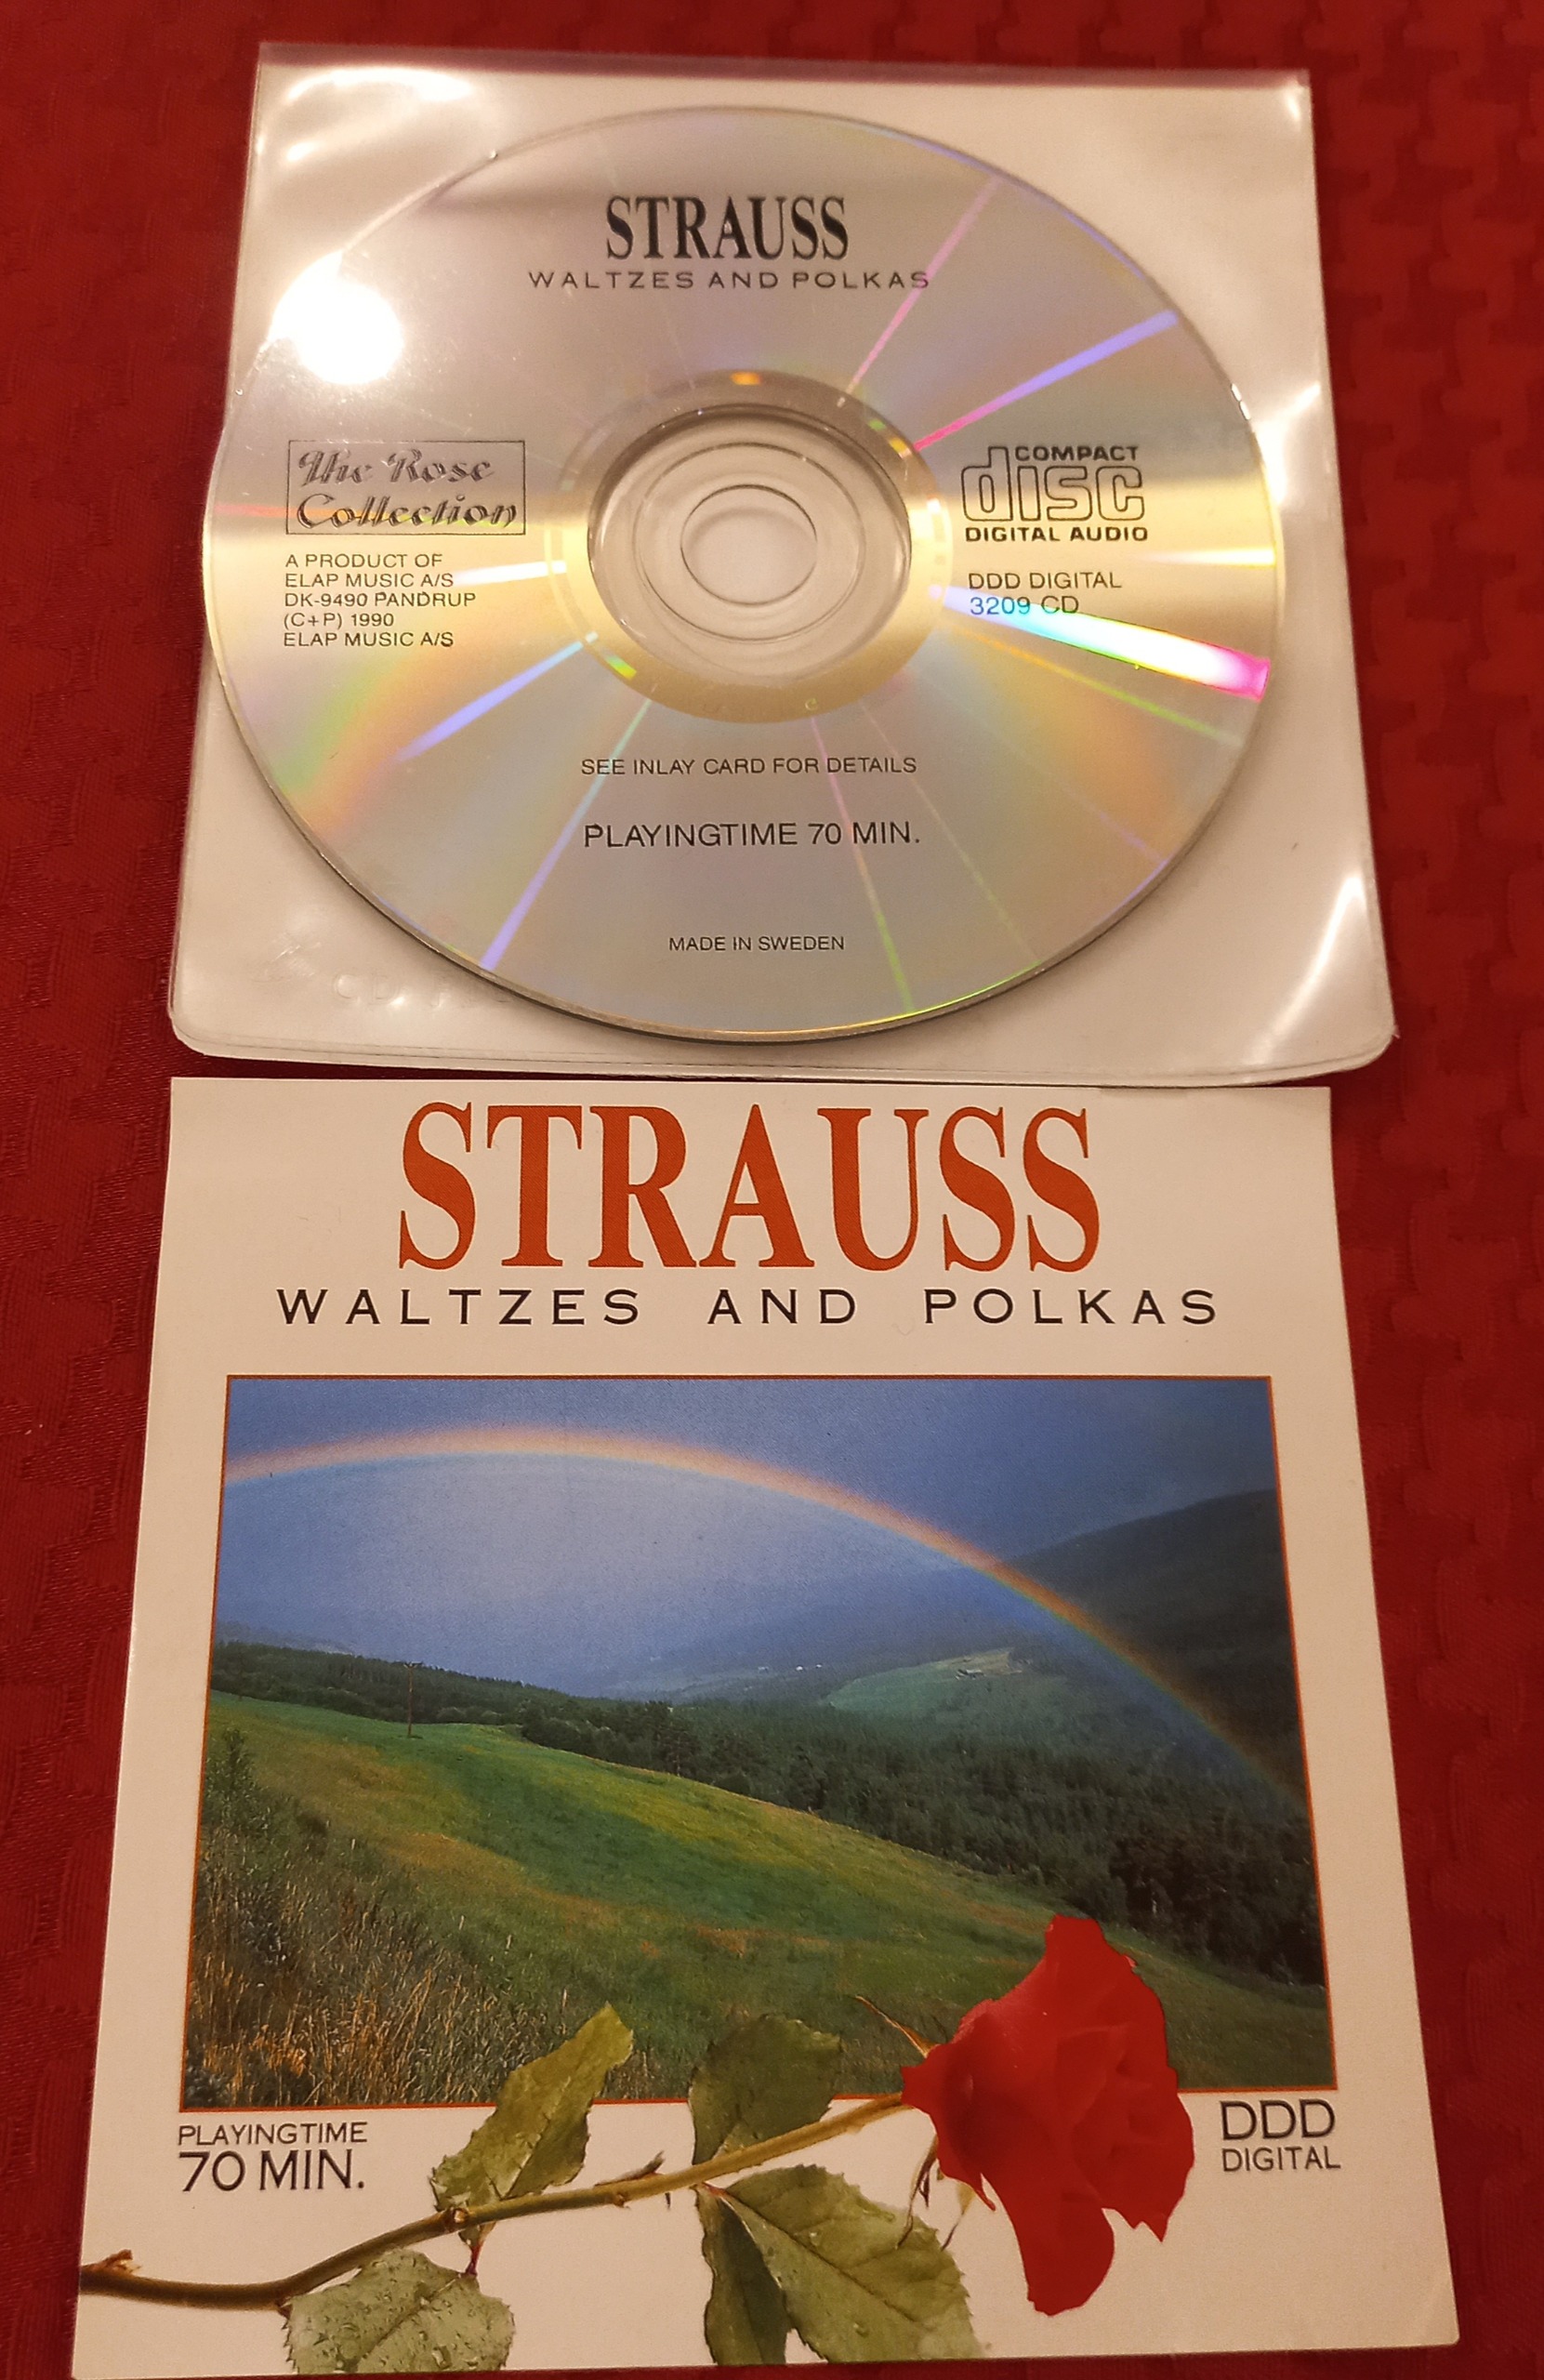 STRAUSS
WALTZES AND POLKAS
The Rose
Collection
A PRODUCT OF
ELAP MUSIC A/S
DK-9490 PANDRUP
(C+P) 1990
ELAP MUSIC A/S
COMPACT
disc
DIGITAL AUDIO
DDD DIGITAL
3209 CD
SEE INLAY CARD FOR DETAILS
PLAYINGTIME 70 MIN.
MADE IN SWEDEN
STRAUSS
WALTZES AND POLKAS
PLAYINGTIME
70 MIN.
DDD
DIGITAL